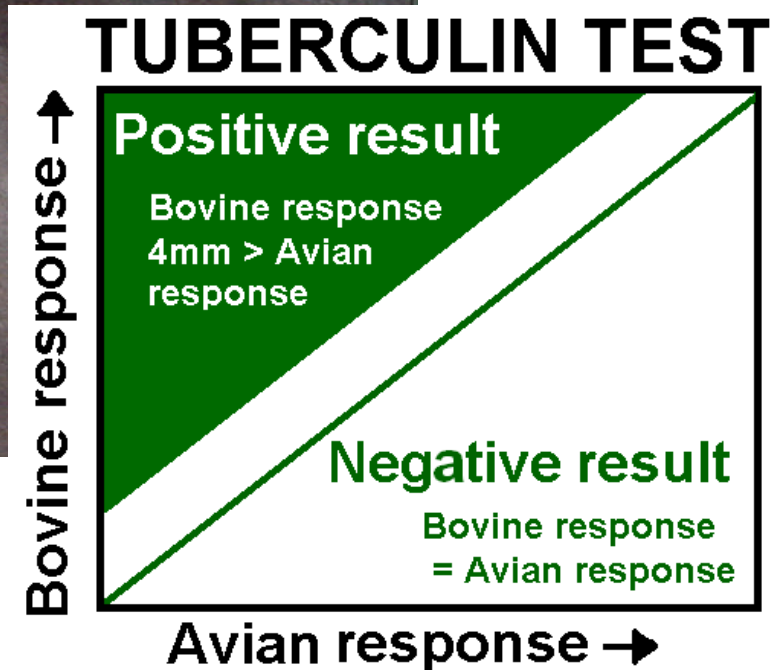 TUBERCULIN TEST
Positive result
Bovine response
4mm > Avian
response
Bovine response →
Negative result
Bovine response
= Avian response
Avian response →